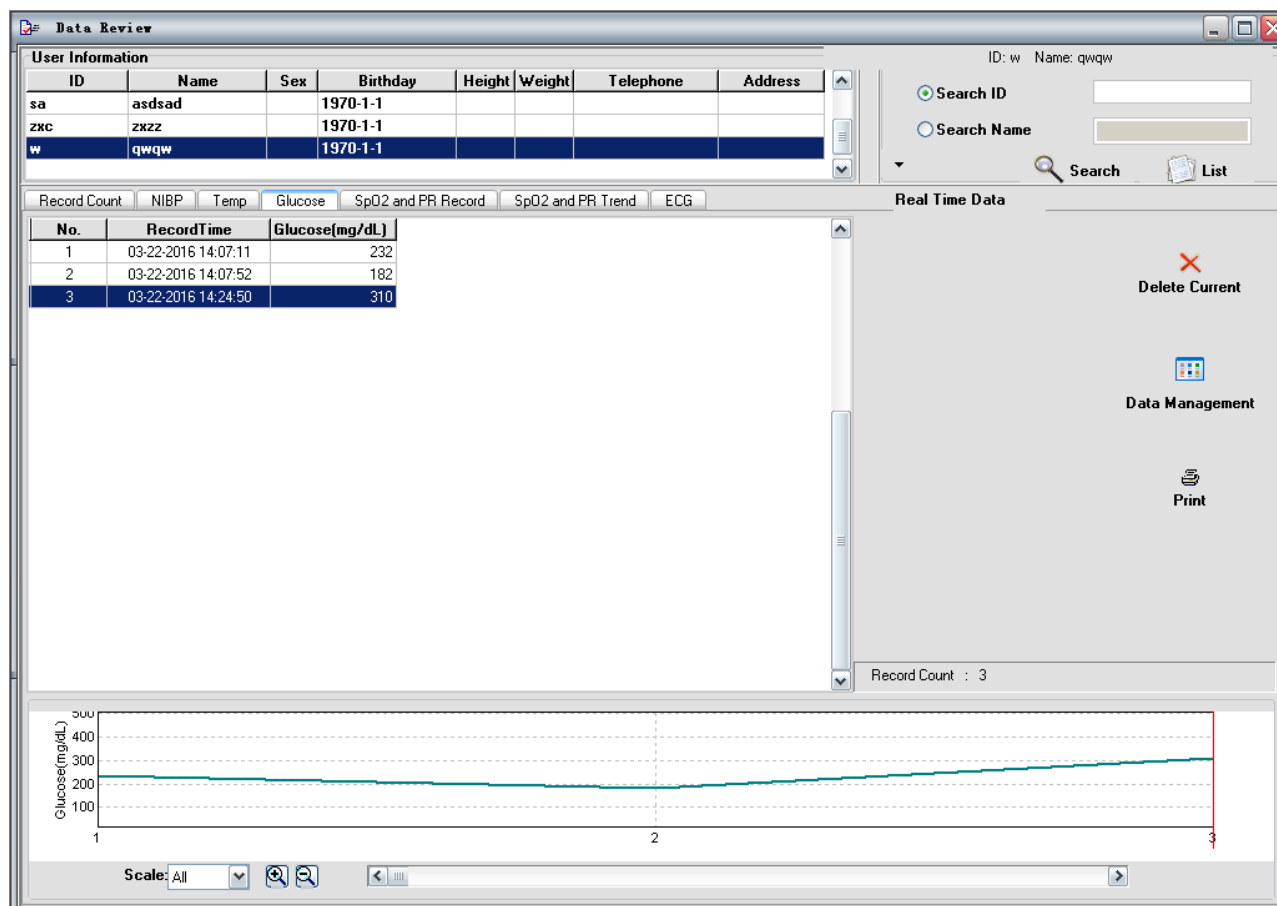 Data Review
User Information
ID: w Name: qwqw
ID Name Sex Birthday Height Weight Telephone Address
sa asdsad 1970-1-1
zxc zxzz 1970-1-1
w qwqw 1970-1-1
Search ID
Search Name
Search List
Record Count NIBP Temp Glucose SpO2 and PR Record SpO2 and PR Trend ECG
Real Time Data
No. RecordTime Glucose(mg/dL)
1 03-22-2016 14:07:11 232
2 03-22-2016 14:07:52 182
3 03-22-2016 14:24:50 310
Delete Current
Data Management
Print
Record Count : 3
Glucose(mg/dL)
500
400
300
200
100
1 2 3
Scale: All